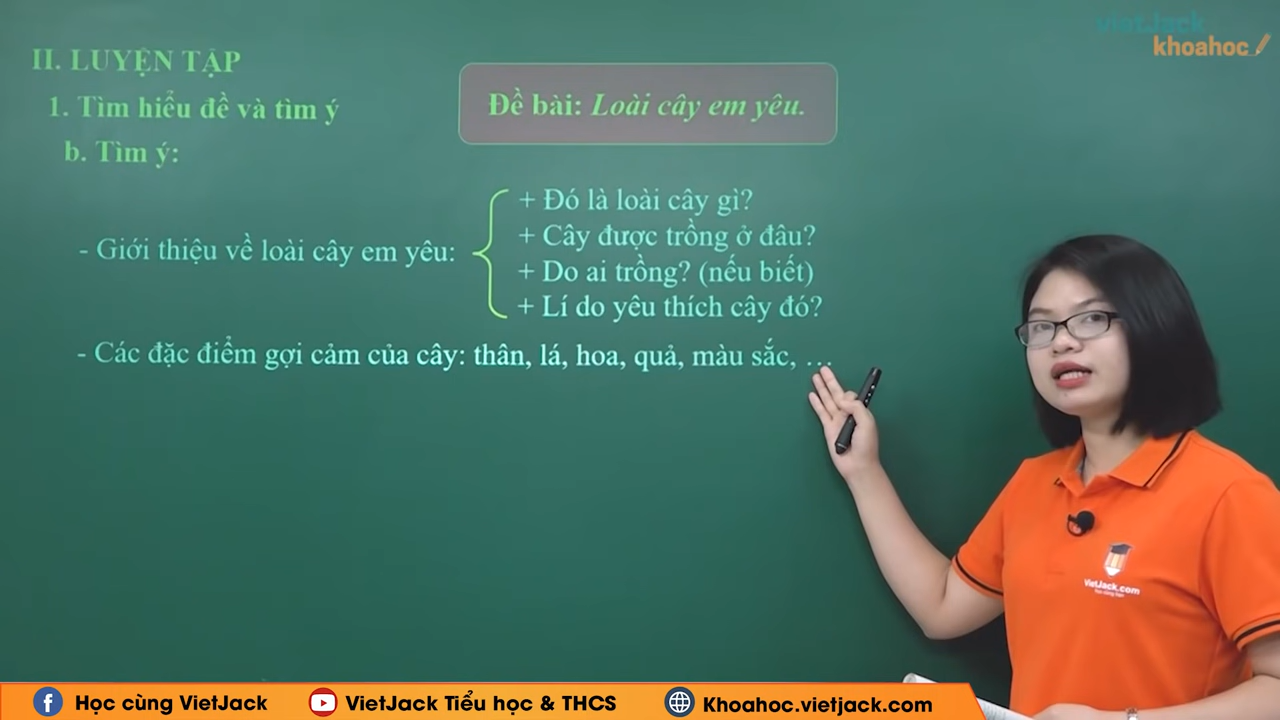 vietJack
khoahoc
II. LUYỆN TẬP
1. Tìm hiểu đề và tìm ý
Đề bài: Loài cây em yêu.
b. Tìm ý:
+ Đó là loài cây gì?
+ Cây được trồng ở đâu?
- Giới thiệu về loài cây em yêu:
+ Do ai trồng? (nếu biết)
+ Lí do yêu thích cây đó?
- Các đặc điểm gợi cảm của cây: thân, lá, hoa, quả, màu sắc, ...
VietJack.com
Học cùng VietJack
VietJack Tiểu học & THCS
Khoahoc.vietjack.com